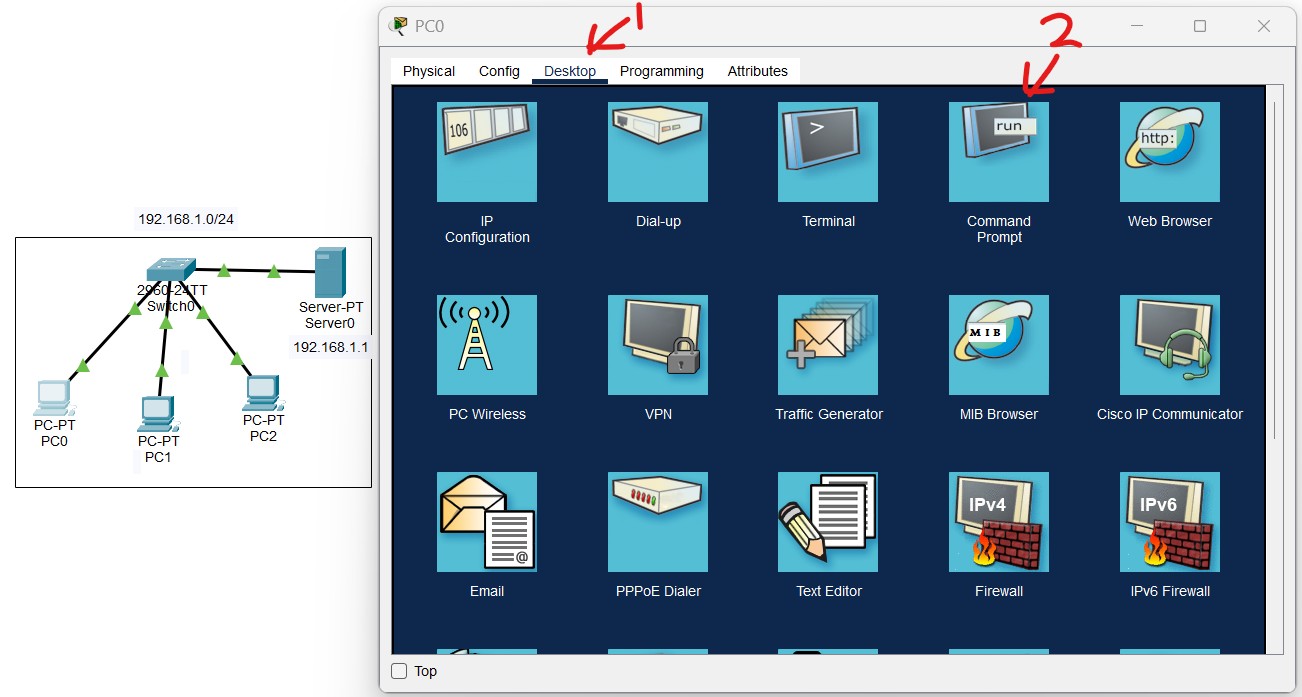 1
2
PC0
Physical Config Desktop Programming Attributes
106
>
run
http:
IP
Configuration
Dial-up
Terminal
Command
Prompt
Web Browser
MIB
PC Wireless
VPN
Traffic Generator
MIB Browser
Cisco IP Communicator
@
IPv4
IPv6
Email
PPPoE Dialer
Text Editor
Firewall
IPv6 Firewall
Top
192.168.1.0/24
2960-24TT
Switch0
Server-PT
Server0
192.168.1.1
PC-PT
PC0
PC-PT
PC1
PC-PT
PC2